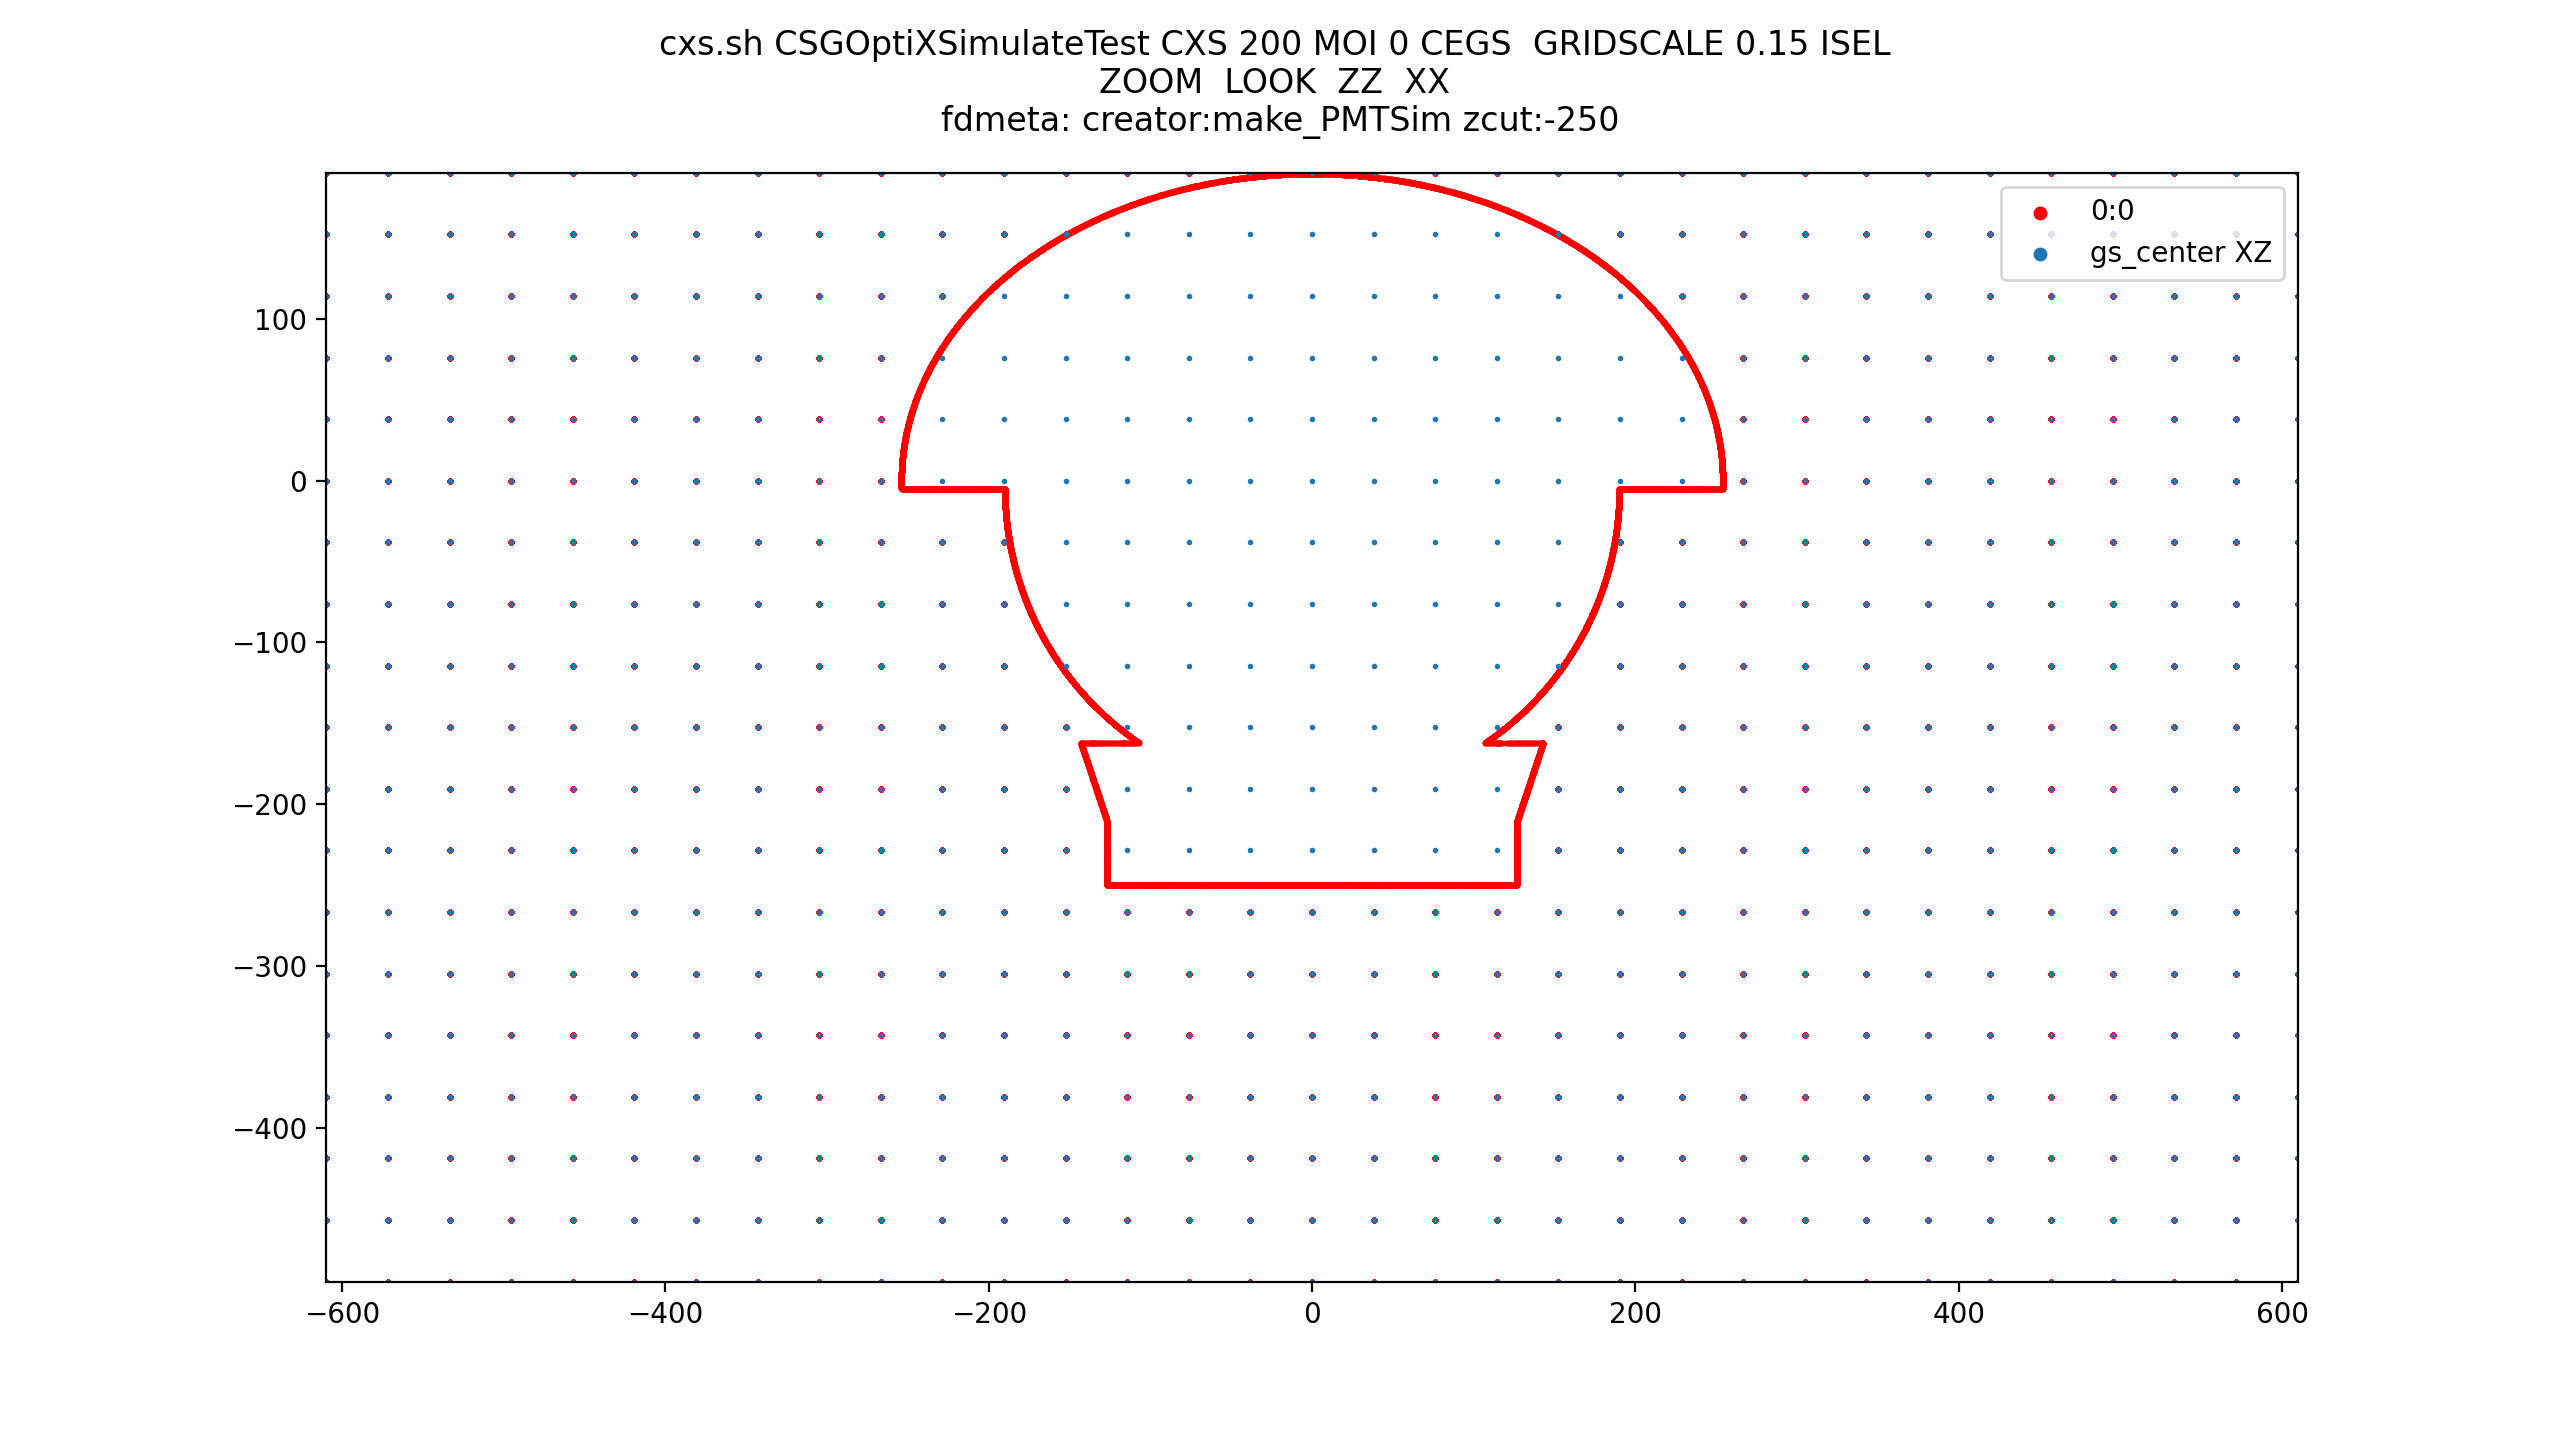 cxs.sh CSGOptiXSimulateTest CXS 200 MOI 0 CEGS  GRIDSCALE 0.15 ISEL
ZOOM  LOOK  ZZ  XX
fdmeta: creator:make_PMTSim zcut:-250
0:0
gs_center XZ
100
0
−100
−200
−300
−400
−600 −400 −200 0 200 400 600